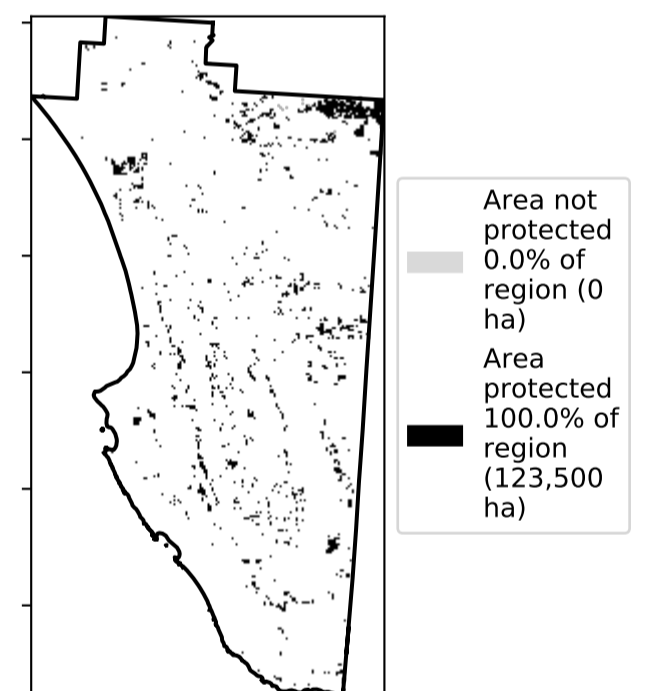 Area not
protected
0.0% of
region (0
ha)
Area
protected
100.0% of
region
(123,500
ha)